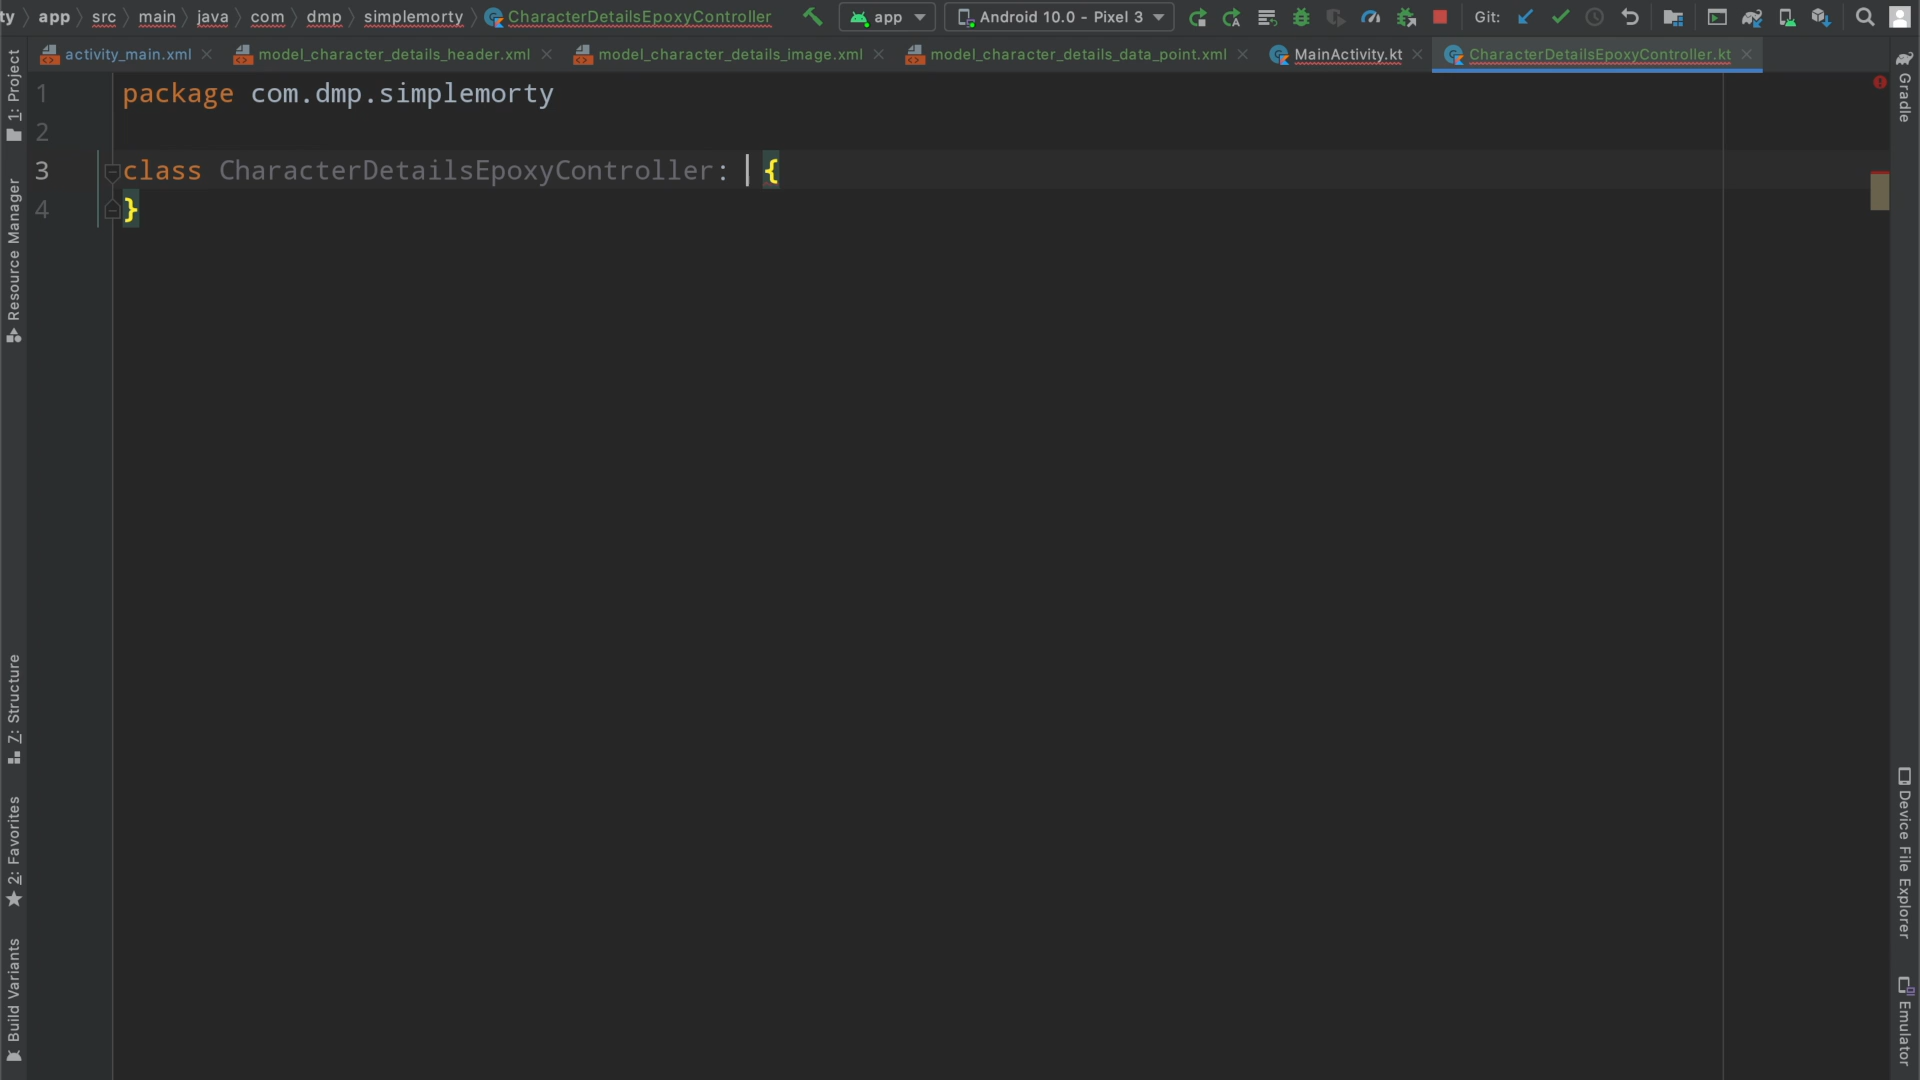 ty app src main java com dmp simplemorty CharacterDetailsEpoxyController app Android 10.0 - Pixel 3 Git:
activity_main.xml model_character_details_header.xml model_character_details_image.xml model_character_details_data_point.xml MainActivity.kt CharacterDetailsEpoxyController.kt
1 package com.dmp.simplemorty
2
3 class CharacterDetailsEpoxyController: {
4 }
1: Project
Resource Manager
7: Structure
2: Favorites
Build Variants
Gradle
Device File Explorer
Emulator